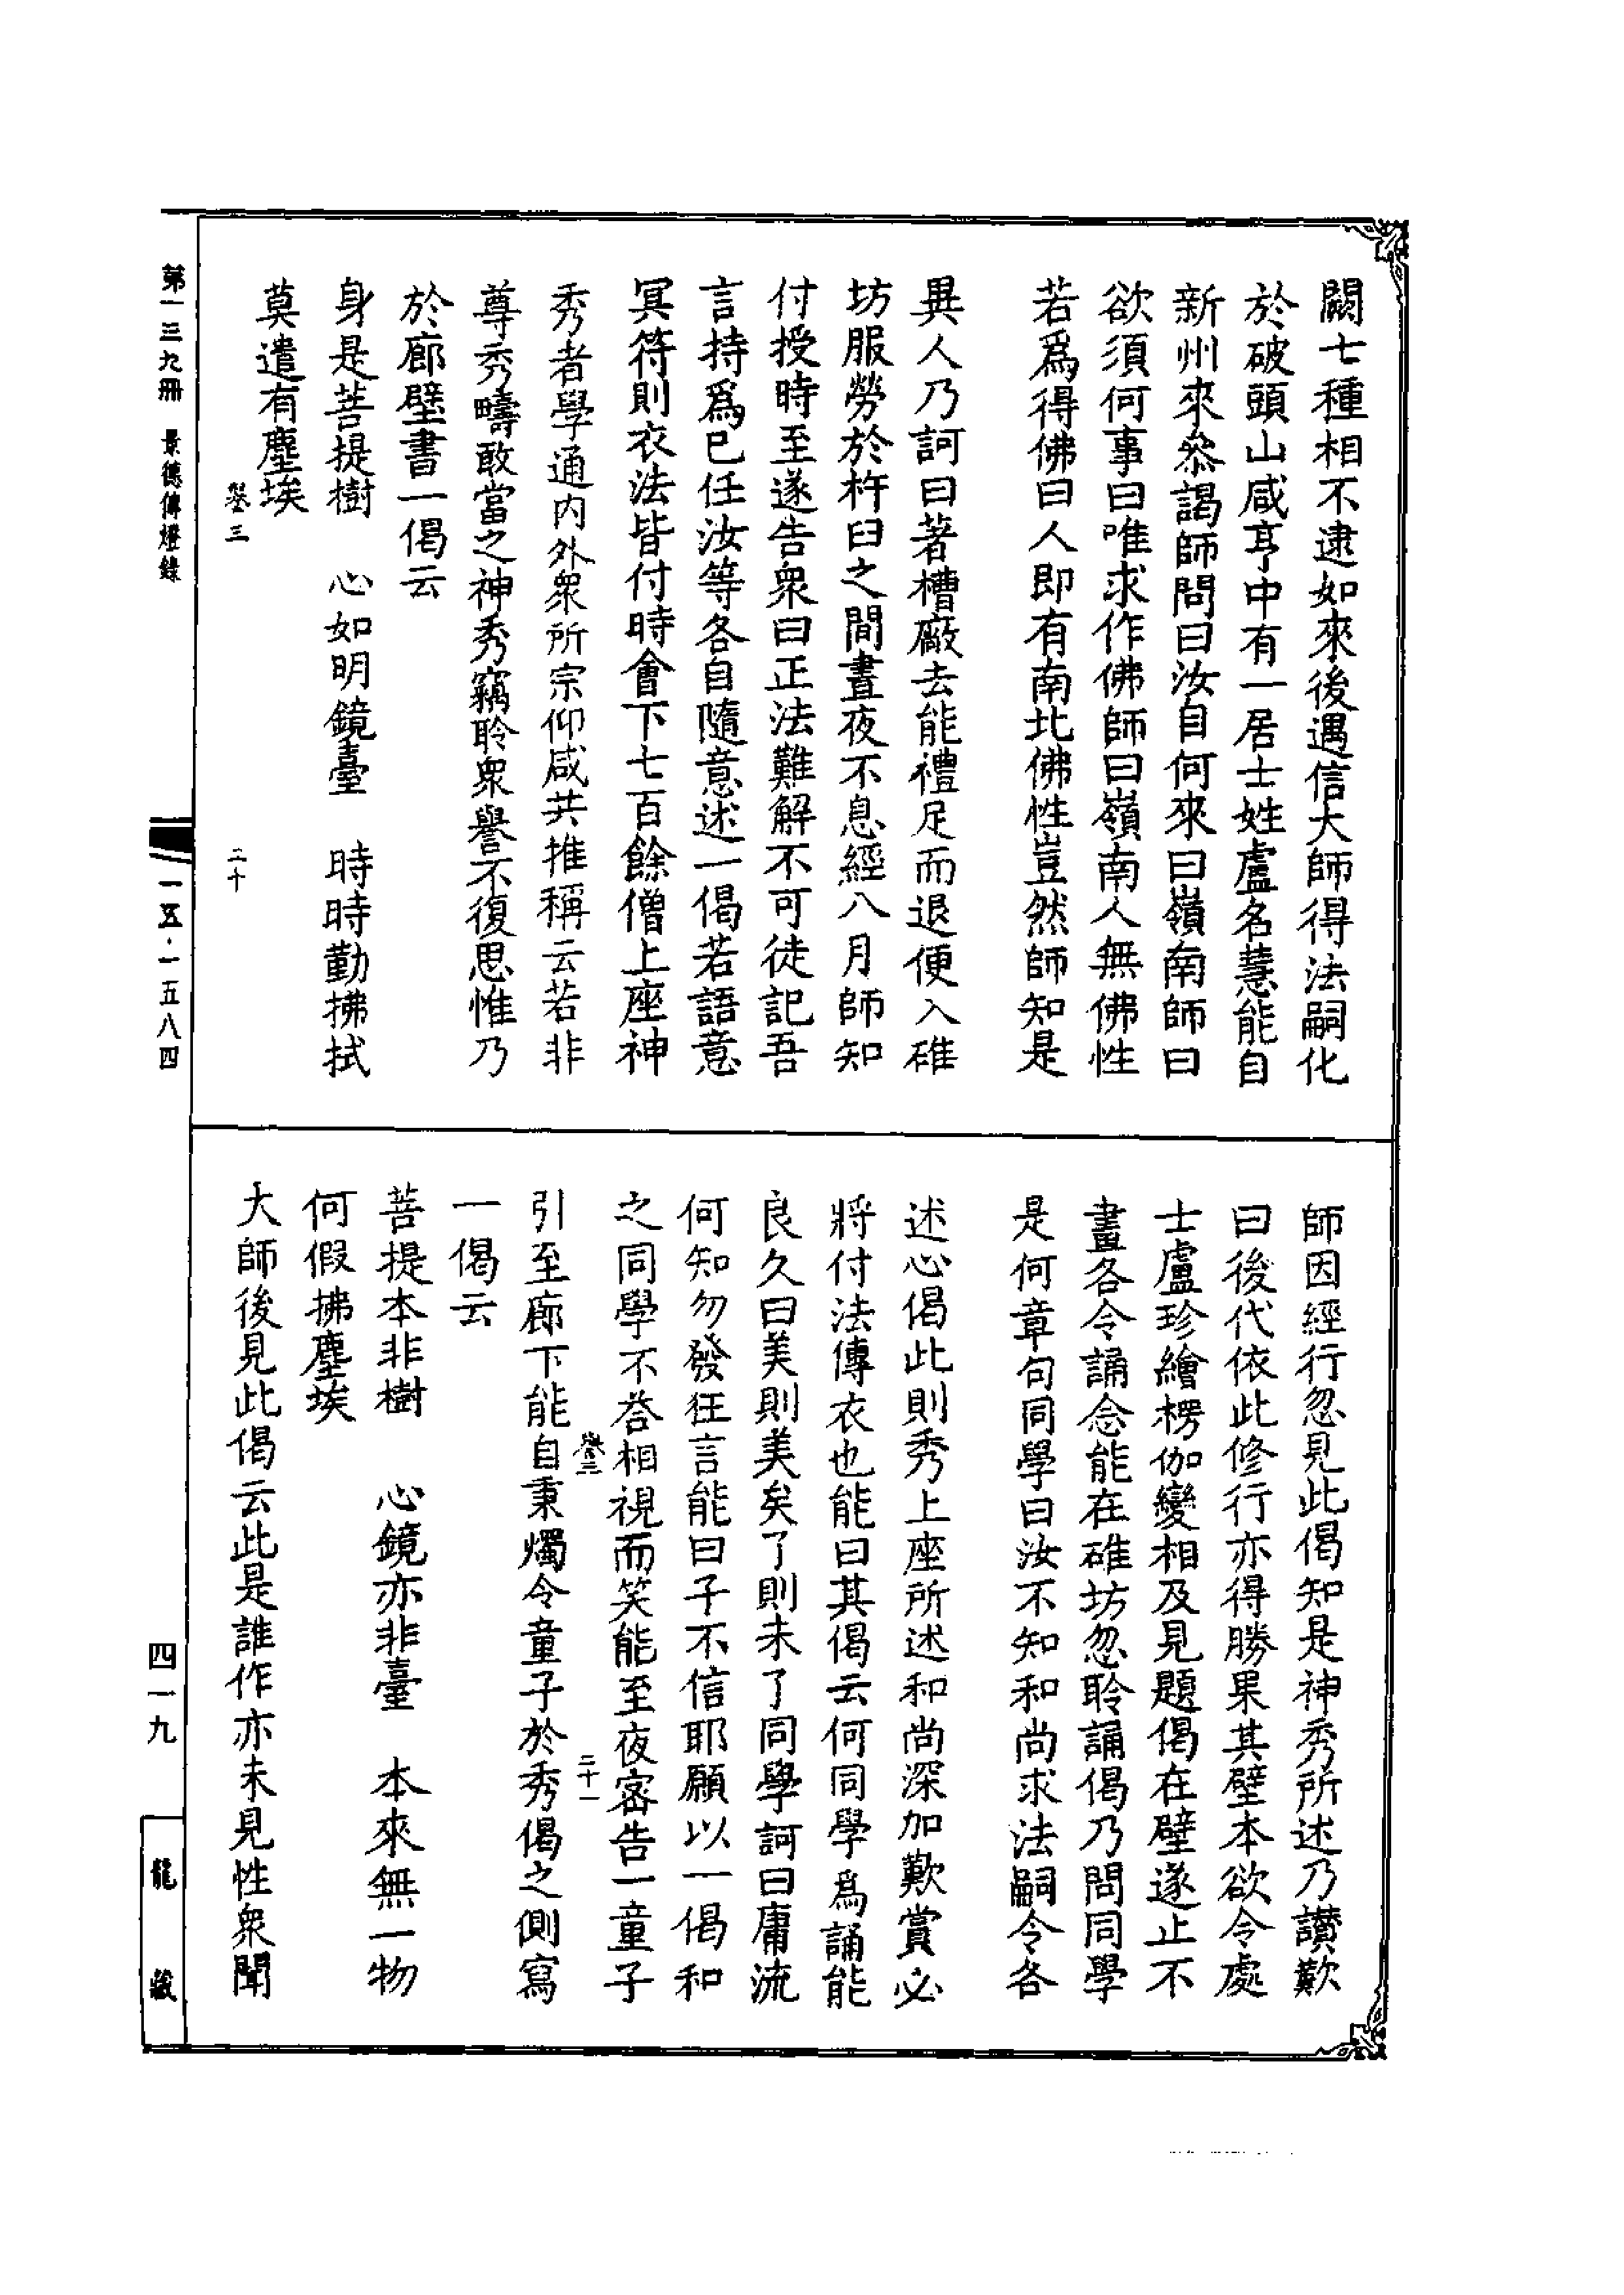 闕七種相不逮如來後遇信大師得法嗣化
於破頭山咸亨中有一居士姓盧名慧能自
新州來叅謁師問曰汝自何來曰嶺南師曰
欲須何事曰唯求作佛師曰嶺南人無佛性
若爲得佛曰人即有南北佛性豈然師知是
異人乃訶曰著槽廠去能禮足而退便入碓
坊服勞於杵臼之間晝夜不息經八月師知
付授時至遂告衆曰正法難解不可徒記吾
言持爲已任汝等各自隨意述一偈若語意
冥符則衣法皆付時會下七百餘僧上座神
秀者學通內外衆所宗仰咸共推稱云若非
尊秀疇敢當之神秀竊聆衆譽不復思惟乃
於廊壁書一偈云
身是菩提樹　心如明鏡臺　時時勤拂拭
莫遣有塵埃
三　二十
師因經行忽見此偈知是神秀所述乃讚歎
曰後代依此修行亦得勝果其壁本欲令處
士盧珍繪楞伽變相及見題偈在壁遂止不
畫各令誦念能在碓坊忽聆誦偈乃問同學
是何章句同學曰汝不知和尚求法嗣令各
述心偈此則秀上座所述和尚深加歎賞必
將付法傳衣也能曰其偈云何同學爲誦能
良久曰美則美矣了則未了同學訶曰庸流
何知勿發狂言能曰子不信耶願以一偈和
之同學不荅相視而笑能至夜密告一童子
三　二十一
引至廊下能自秉燭令童子於秀偈之側寫
一偈云
菩提本非樹　心鏡亦非臺　本來無一物
何假拂塵埃
大師後見此偈云此是誰作亦未見性衆聞
第一三九冊　景德傳燈錄
一五·一五八四
四一九
龍藏